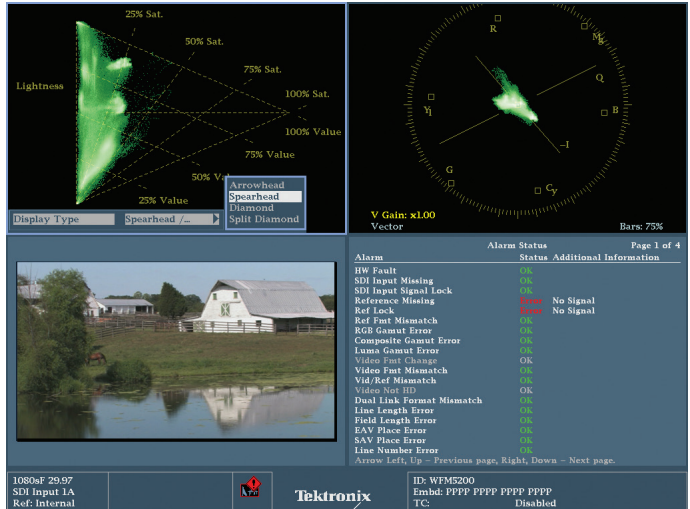 25% Sat.
50% Sat.
75% Sat.
Lightness
100% Sat.
100% Value
75% Value
50% Val
25% Value
Arrowhead
Spearhead
Diamond
Split Diamond
Display Type
Spearhead /...
R
Mg
Q
Yl
B
-I
G
Cy
V Gain: x1.00
Vector
Bars: 75%
Alarm Status Page 1 of 4
Alarm Status Additional Information
HW Fault OK
SDI Input Missing OK
SDI Input Signal Lock OK
Reference Missing No Signal
Ref Lock No Signal
Ref Fmt Mismatch OK
RGB Gamut Error OK
Composite Gamut Error OK
Luma Gamut Error OK
Video Fmt Change OK
Video Fmt Mismatch OK
Vid/Ref Mismatch OK
Video Not HD OK
Dual Link Format Mismatch OK
Line Length Error OK
Field Length Error OK
EAV Place Error OK
SAV Place Error OK
Line Number Error OK
Arrow Left, Up - Previous page, Right, Down - Next page.
1080sF 29.97
SDI Input 1A
Ref: Internal
Tektronix
ID: WFM5200
Embd: PPPP PPPP PPPP PPPP
TC: Disabled